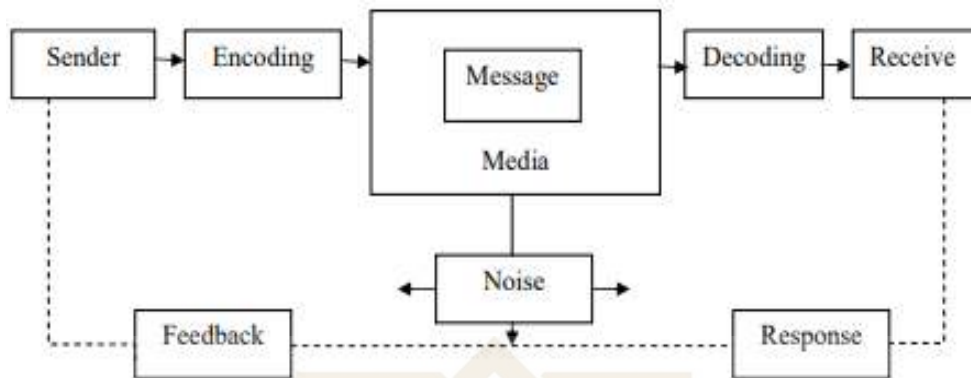 Sender
Encoding
Message
Media
Decoding
Receive
Noise
Feedback
Response